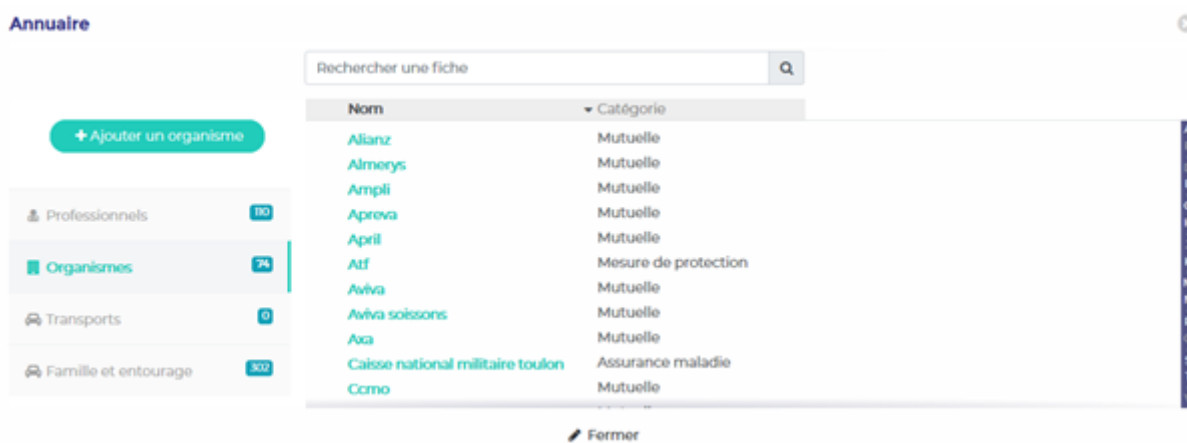 Annuaire
Rechercher une fiche
Nom Catégorie
+ Ajouter un organisme
Alianz Mutuelle
Almerys Mutuelle
Ampli Mutuelle
Professionnels 110
Apreva Mutuelle
April Mutuelle
Organismes 74
Atf Mesure de protection
Aviva Mutuelle
Transports 0
Aviva soissons Mutuelle
Axa Mutuelle
Famille et entourage 302
Caisse national militaire toulon Assurance maladie
Ccmo Mutuelle
Fermer